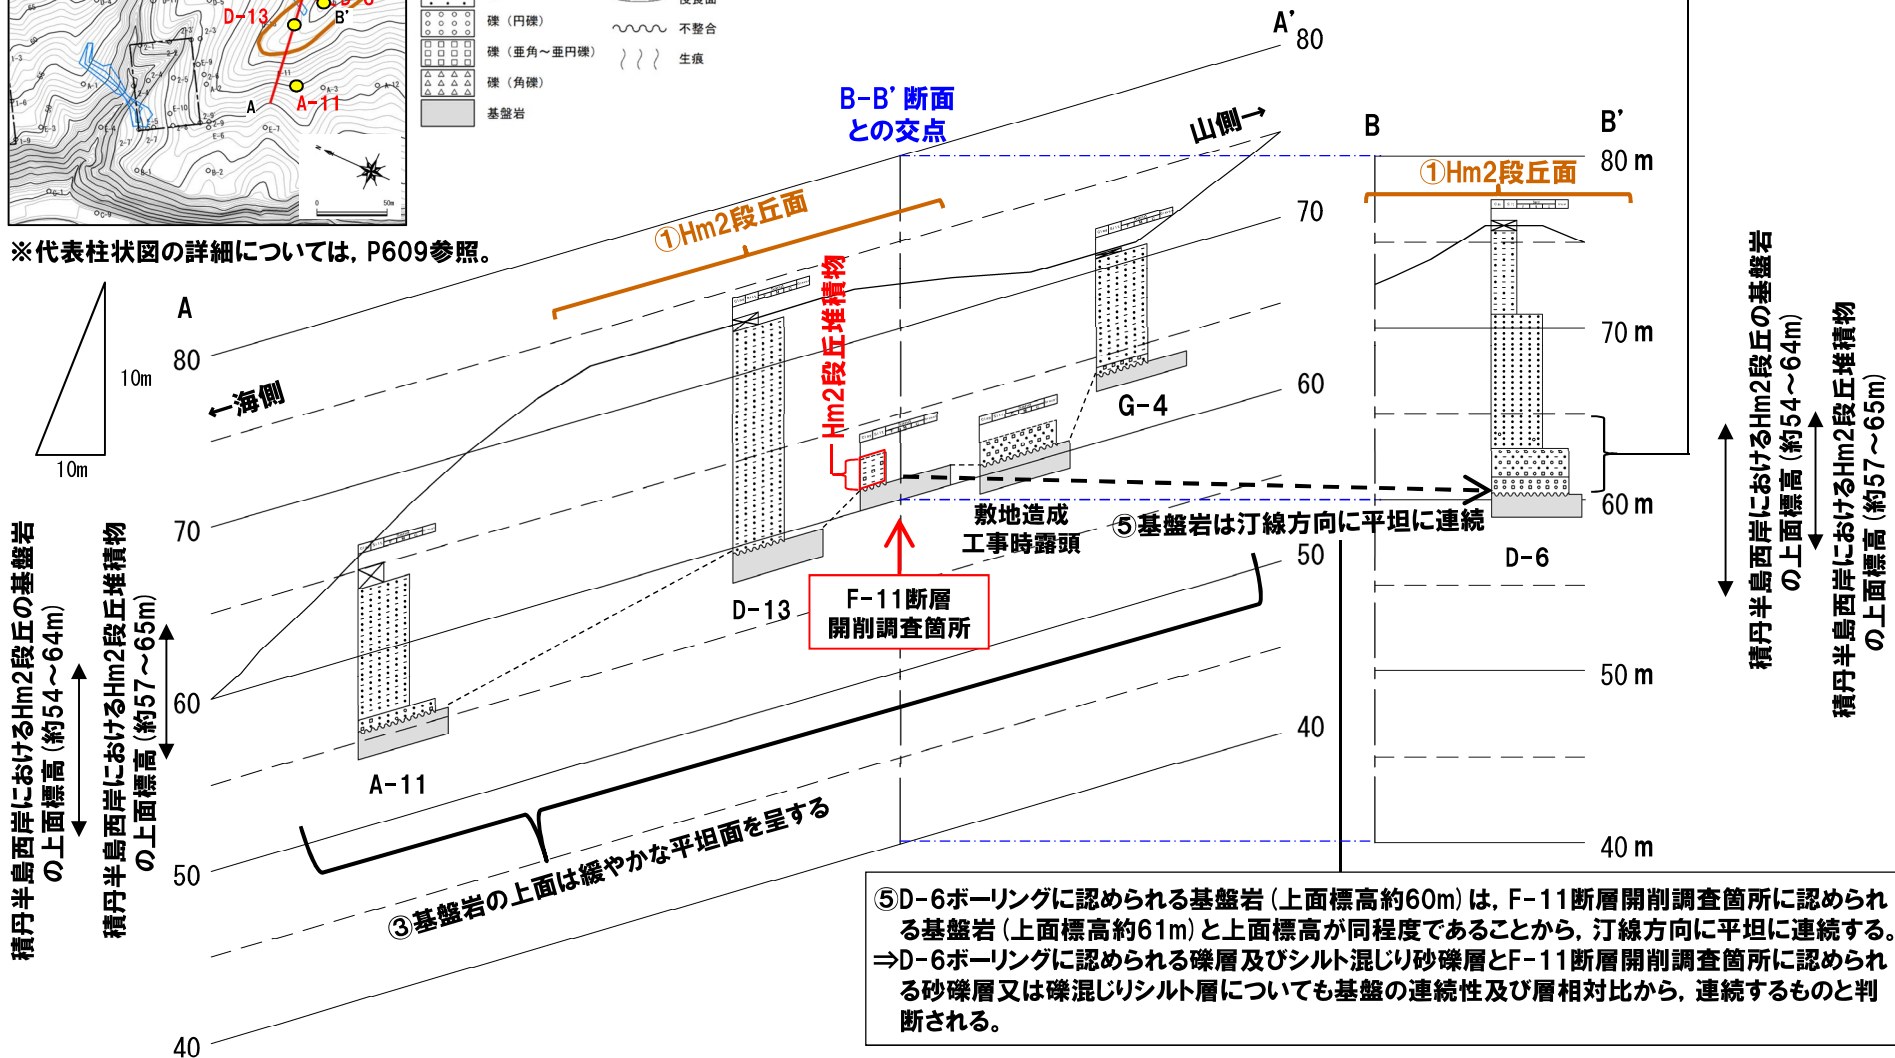 D-13
B'
A
A-11
礫（円礫）
礫（亜角～亜円礫）
礫（角礫）
基盤岩
不整合
生痕
0 50m
※代表柱状図の詳細については, P609参照。
A
A'
80
70
60
50
40
80
70
60
50
40
10m
10m
←海側
山側→
①Hm2段丘面
B-B'断面
との交点
Hm2段丘堆積物
A-11
D-13
G-4
敷地造成
工事時露頭
F-11断層
開削調査箇所
③基盤岩の上面は緩やかな平坦面を呈する
⑤基盤岩は汀線方向に平坦に連続
B
B'
①Hm2段丘面
80 m
70 m
60 m
50 m
40 m
D-6
積丹半島西岸におけるHm2段丘の基盤岩
の上面標高（約54～64m）
積丹半島西岸におけるHm2段丘堆積物
の上面標高（約57～65m）
積丹半島西岸におけるHm2段丘の基盤岩
の上面標高（約54～64m）
積丹半島西岸におけるHm2段丘堆積物
の上面標高（約57～65m）
⑤D-6ボーリングに認められる基盤岩（上面標高約60m）は, F-11断層開削調査箇所に認められ
る基盤岩（上面標高約61m）と上面標高が同程度であることから, 汀線方向に平坦に連続する。
⇒D-6ボーリングに認められる礫層及びシルト混じり砂礫層とF-11断層開削調査箇所に認められ
る砂礫層又は礫混じりシルト層についても基盤の連続性及び層相対比から, 連続するものと判
断される。